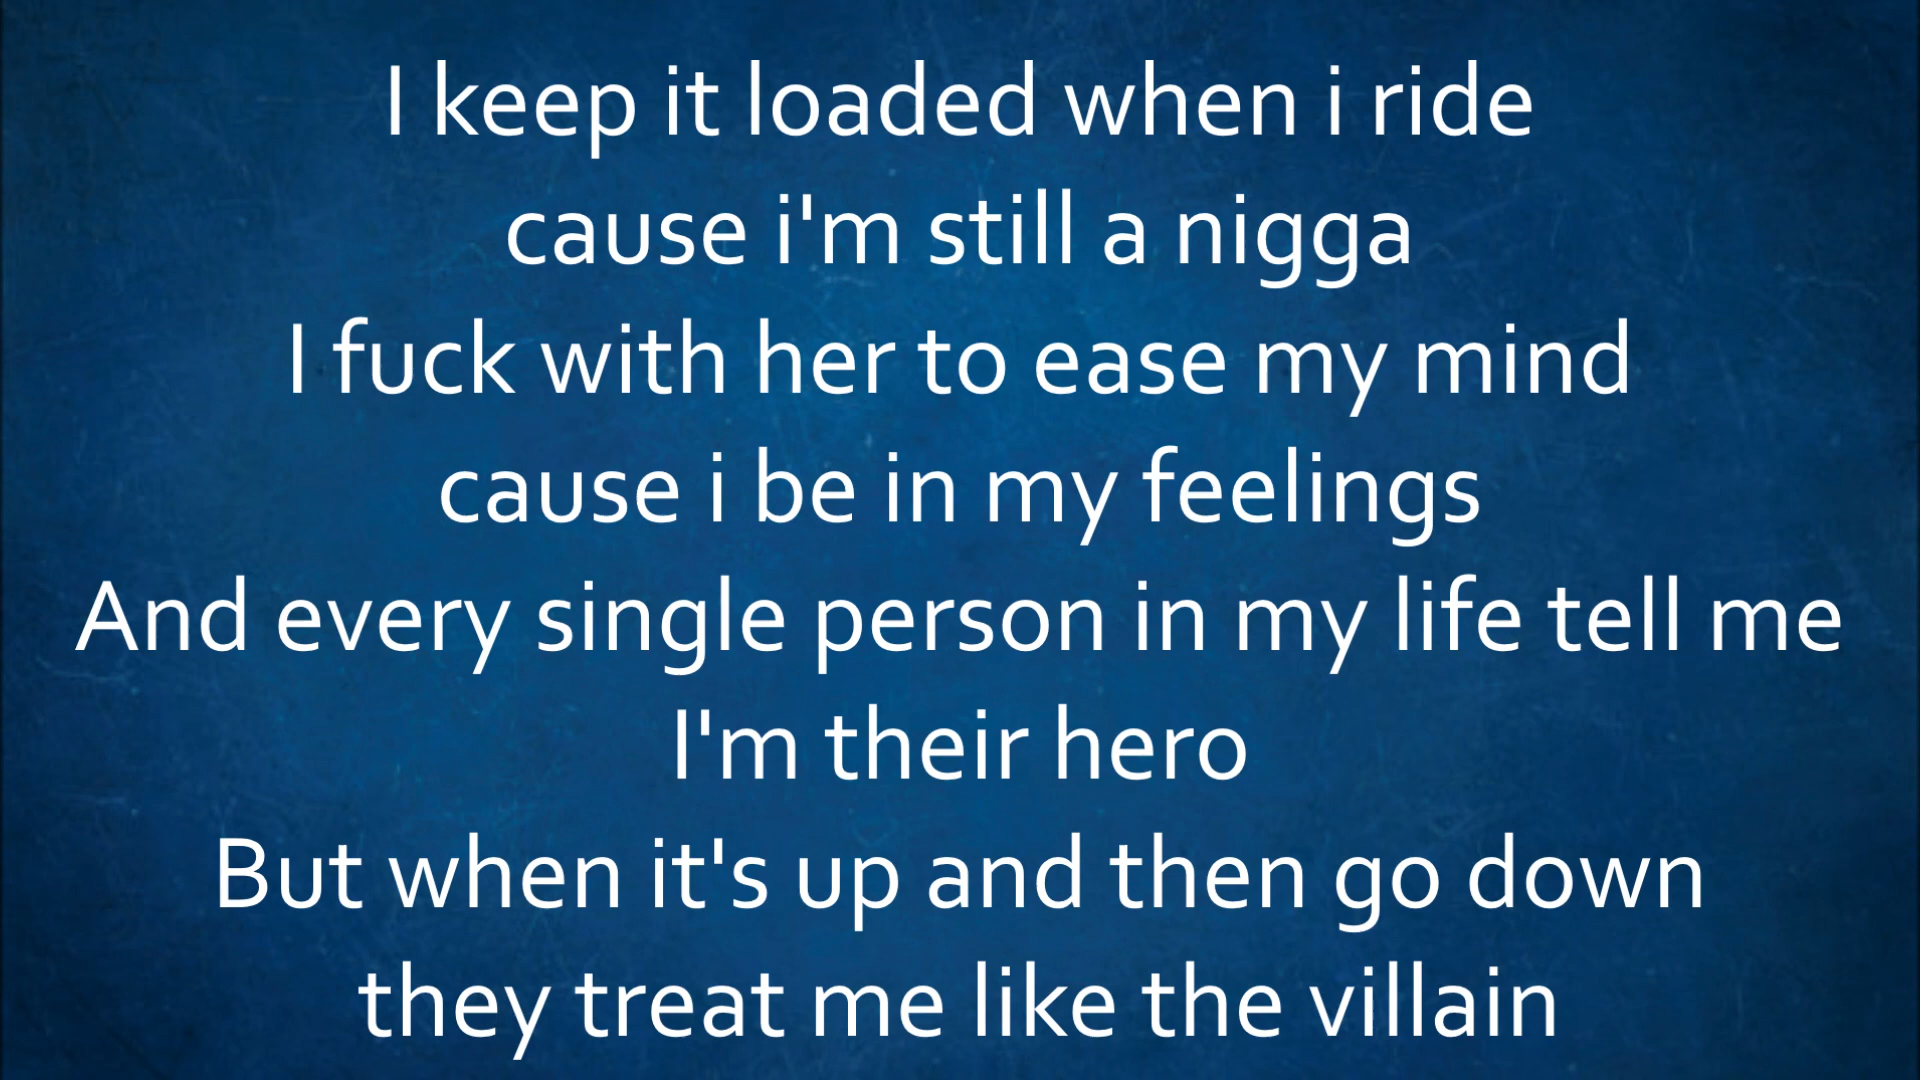 I keep it loaded when i ride
cause i'm still a nigga
I fuck with her to ease my mind
cause i be in my feelings
And every single person in my life tell me
I'm their hero
But when it's up and then go down
they treat me like the villain